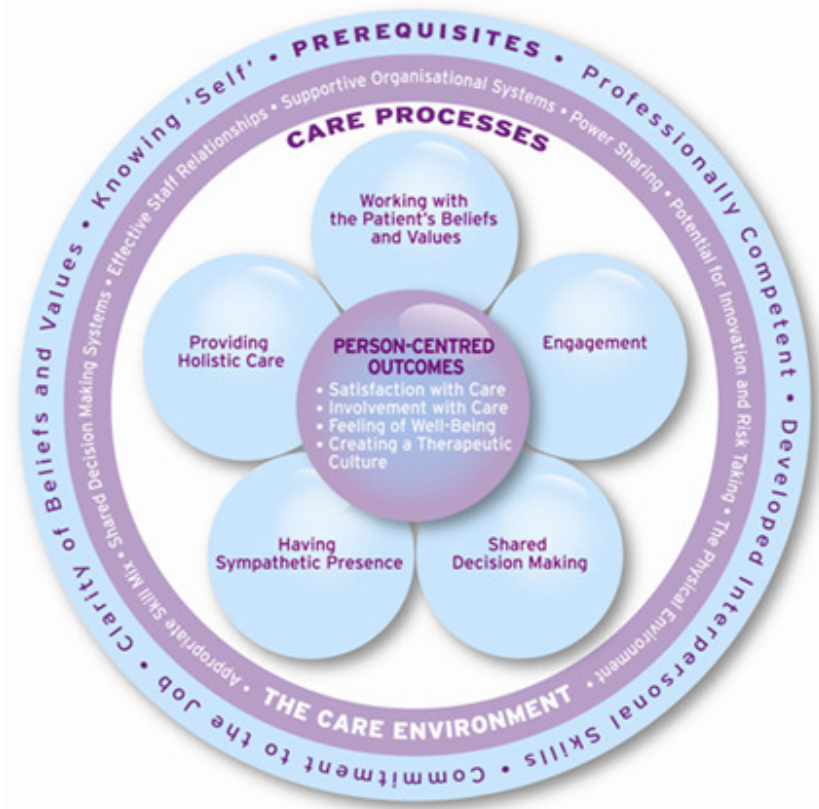 PREREQUISITES • Professionally Competent • Developed Interpersonal Skills • Commitment to the Job • Clarity of Beliefs and Values • Knowing 'Self' •
THE CARE ENVIRONMENT • Appropriate Skill Mix • Shared Decision Making Systems • Effective Staff Relationships • Supportive Organisational Systems • Power Sharing • Potential for Innovation and Risk Taking • The Physical Environment •
CARE PROCESSES
Working with
the Patient's Beliefs
and Values
Engagement
Shared
Decision Making
Having
Sympathetic Presence
Providing
Holistic Care
PERSON-CENTRED
OUTCOMES
• Satisfaction with Care
• Involvement with Care
• Feeling of Well-Being
• Creating a Therapeutic
Culture